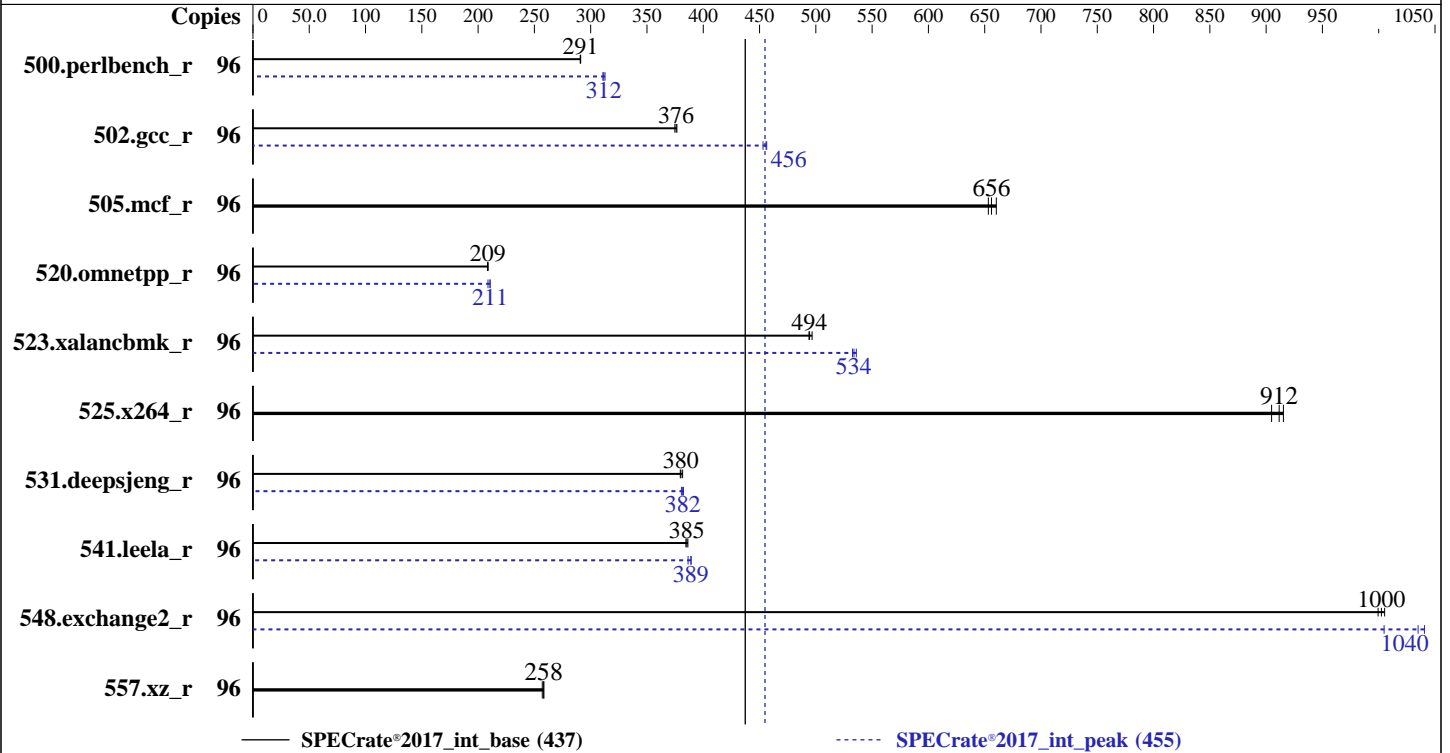 Copies 0 50.0 100 150 200 250 300 350 400 450 500 550 600 650 700 750 800 850 900 950 1050
500.perlbench_r 96 291
312
502.gcc_r 96 376
456
505.mcf_r 96 656
520.omnetpp_r 96 209
211
523.xalancbmk_r 96 494
534
525.x264_r 96 912
531.deepsjeng_r 96 380
382
541.leela_r 96 385
389
548.exchange2_r 96 1000
1040
557.xz_r 96 258
SPECrate®2017_int_base (437) SPECrate®2017_int_peak (455)